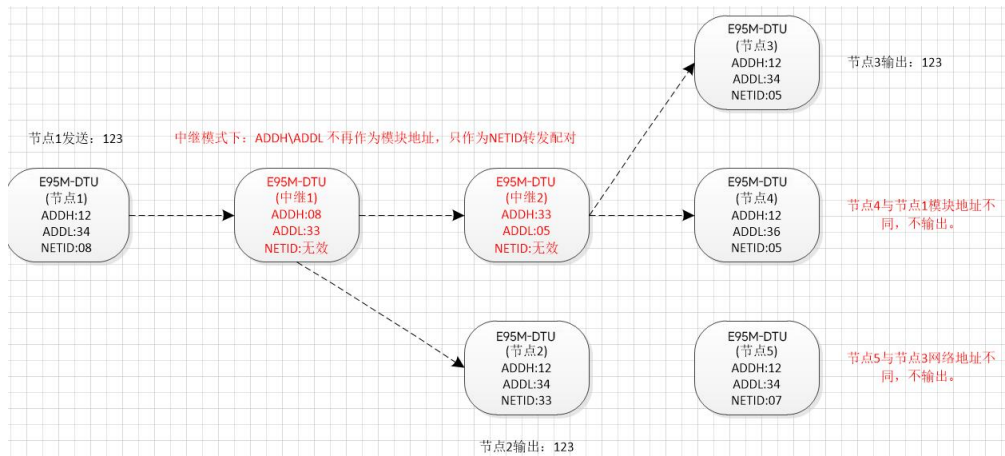 E95M-DTU
(节点3)
ADDH:12
ADDL:34
NETID:05
节点3输出：123
节点1发送：123
中继模式下：ADDH\ADDL 不再作为模块地址，只作为NETID转发配对
E95M-DTU
(节点1)
ADDH:12
ADDL:34
NETID:08
E95M-DTU
(中继1)
ADDH:08
ADDL:33
NETID:无效
E95M-DTU
(中继2)
ADDH:33
ADDL:05
NETID:无效
E95M-DTU
(节点4)
ADDH:12
ADDL:36
NETID:05
节点4与节点1模块地址不
同，不输出。
E95M-DTU
(节点2)
ADDH:12
ADDL:34
NETID:33
E95M-DTU
(节点5)
ADDH:12
ADDL:34
NETID:07
节点5与节点3网络地址不
同，不输出。
节点2输出：123